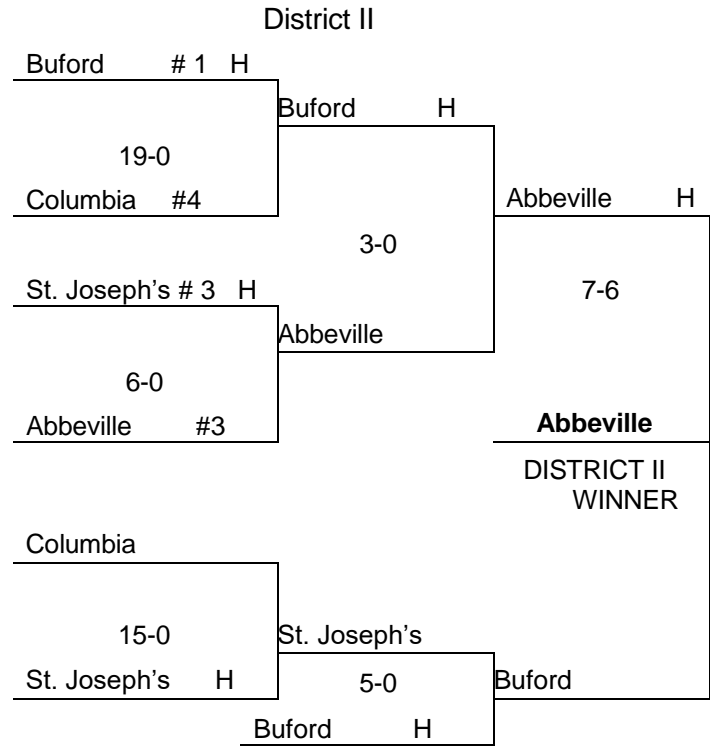 District II
Buford # 1 H
Buford H
19-0
Columbia #4
Abbeville H
3-0
St. Joseph’s # 3 H
7-6
Abbeville
6-0
Abbeville #3
Abbeville
DISTRICT II
WINNER
Columbia
15-0
St. Joseph’s
St. Joseph’s H
5-0
Buford
Buford H